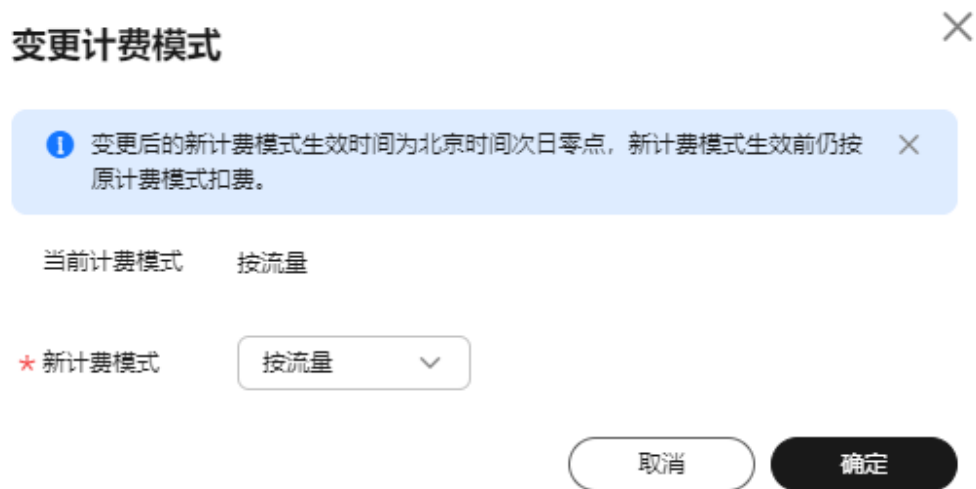 变更计费模式
变更后的新计费模式生效时间为北京时间次日零点，新计费模式生效前仍按
原计费模式扣费。
当前计费模式 按流量
* 新计费模式 按流量
取消 确定